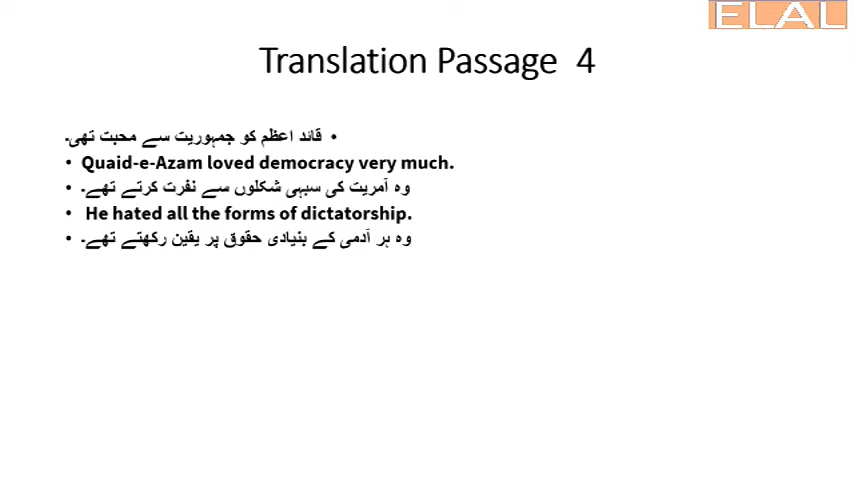 ELAL
Translation Passage 4
• قائد اعظم کو جمہوریت سے محبت تھی۔
• Quaid-e-Azam loved democracy very much.
• وہ آمریت کی سبہی شکلوں سے نفرت کرتے تھے۔
• He hated all the forms of dictatorship.
• وہ ہر آدمی کے بنیادی حقوق پر یقین رکھتے تھے۔